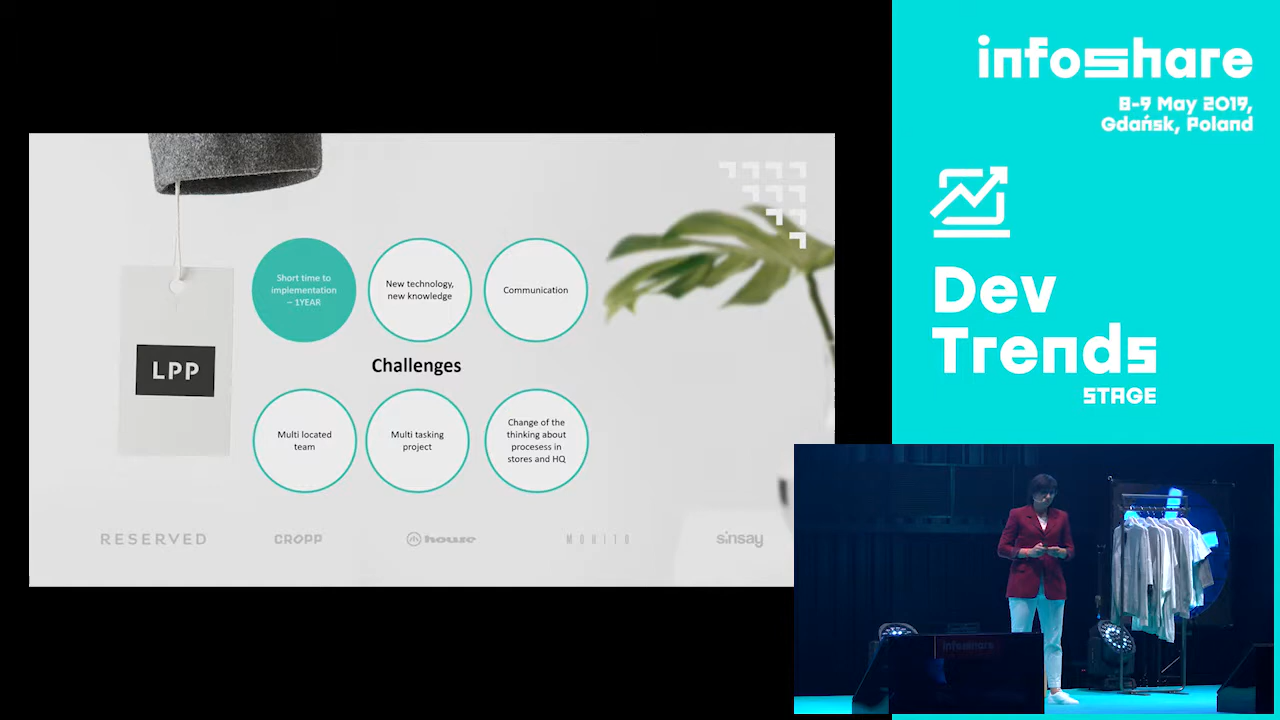 Short time to
implementation
– 1YEAR
New technology,
new knowledge
Communication
LPP
Challenges
Multi located
team
Multi tasking
project
Change of the
thinking about
procesess in
stores and HQ
RESERVED
CROPP
house
MOHITO
sinsay
infoshare
8-9 May 2019,
Gdańsk, Poland
Dev
Trends
STAGE
infoshare